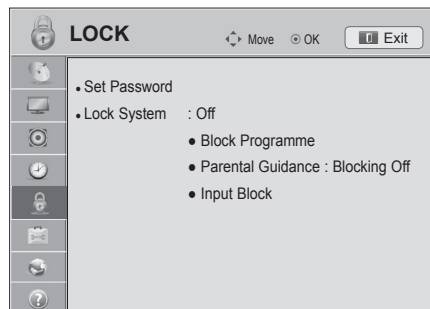 LOCK
Move OK Exit
• Set Password
• Lock System : Off
● Block Programme
● Parental Guidance : Blocking Off
● Input Block
?